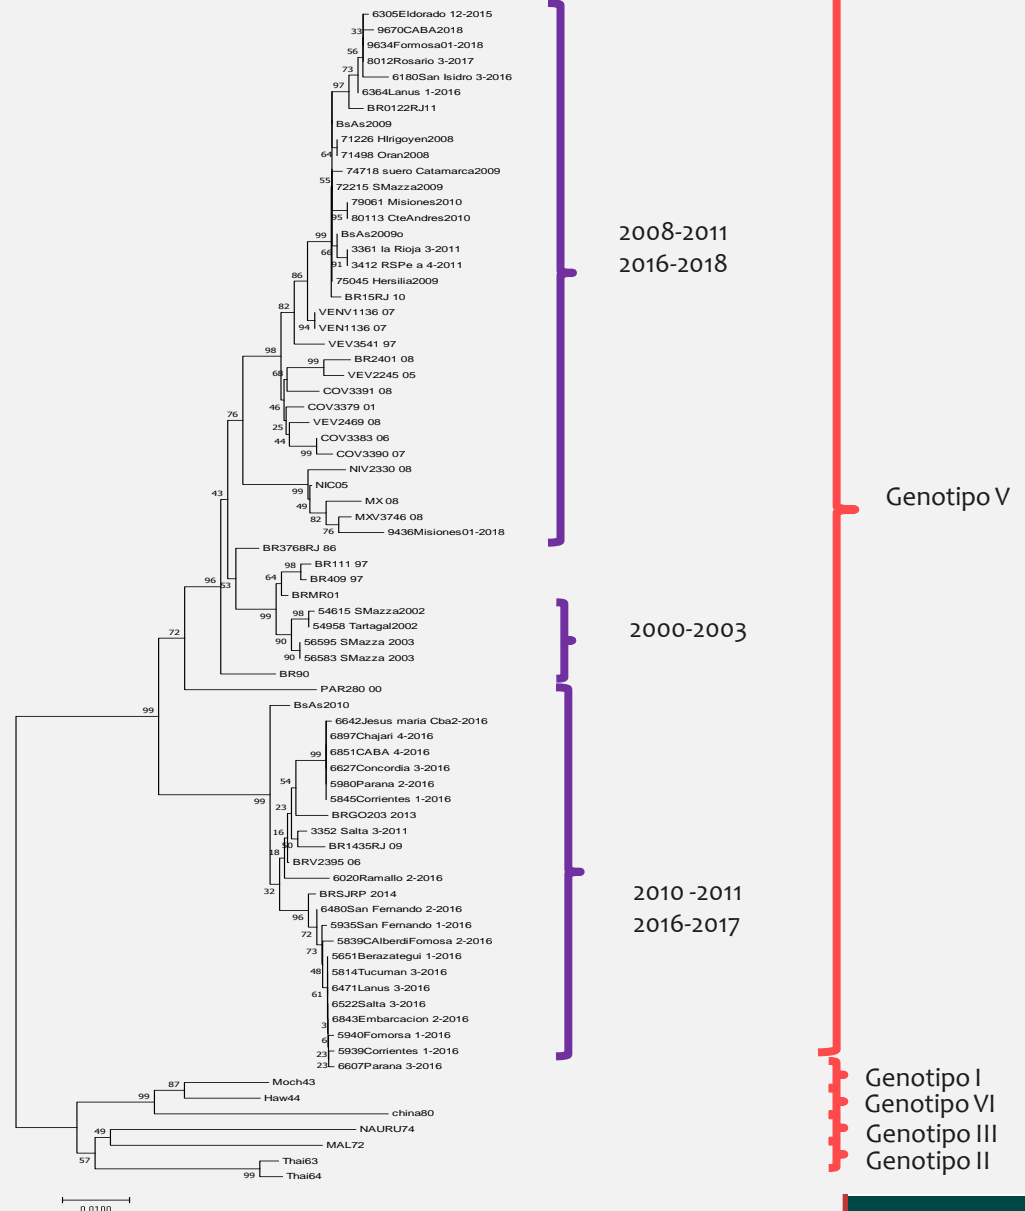 6305Eldorado 12-2015
33
9670CABA2018
9634Formosa01-2018
56
8012Rosario 3-2017
73
6180San Isidro 3-2016
97
6364Lanus 1-2016
BR0122RJ11
BsAs2009
71226 HIrigoyen2008
64
71498 Oran2008
74718 suero Catamarca2009
55
72215 SMazza2009
79061 Misiones2010
95
80113 CteAndres2010
99
BsAs2009o
66
3361 la Rioja 3-2011
91
3412 RSPe a 4-2011
86
75045 Hersilia2009
BR15RJ 10
82
VENV1136 07
94
VEN1136 07
VEV3541 97
98
99
BR2401 08
68
VEV2245 05
COV3391 08
46
COV3379 01
76
25
VEV2469 08
44
COV3383 06
99
COV3390 07
NIV2330 08
43
99
NIC05
49
MX 08
82
MXV3746 08
76
9436Misiones01-2018
BR3768RJ 86
98
BR111 97
96
53
64
BR409 97
BRMR01
99
98
54615 SMazza2002
54958 Tartagal2002
72
90
56595 SMazza 2003
90
56583 SMazza 2003
BR90
PAR280 00
99
BsAs2010
6642Jesus maria Cba2-2016
6897Chajari 4-2016
99
6851CABA 4-2016
6627Concordia 3-2016
54
5980Parana 2-2016
99
5845Corrientes 1-2016
23
BRGO203 2013
16
3352 Salta 3-2011
50
BR1435RJ 09
18
BRV2395 06
32
6020Ramallo 2-2016
BRSJRP 2014
96
6480San Fernando 2-2016
72
5935San Fernando 1-2016
73
5839CAlberdiFomosa 2-2016
5651Berazategui 1-2016
48
5814Tucuman 3-2016
61
6471Lanus 3-2016
6522Salta 3-2016
3
6843Embarcacion 2-2016
6
5940Fomorsa 1-2016
23
5939Corrientes 1-2016
23
6607Parana 3-2016
87
Moch43
99
Haw44
china80
49
NAURU74
57
MAL72
Thai63
99
Thai64
0.0100
2008-2011
2016-2018
2000-2003
2010 -2011
2016-2017
Genotipo V
Genotipo I
Genotipo VI
Genotipo III
Genotipo II